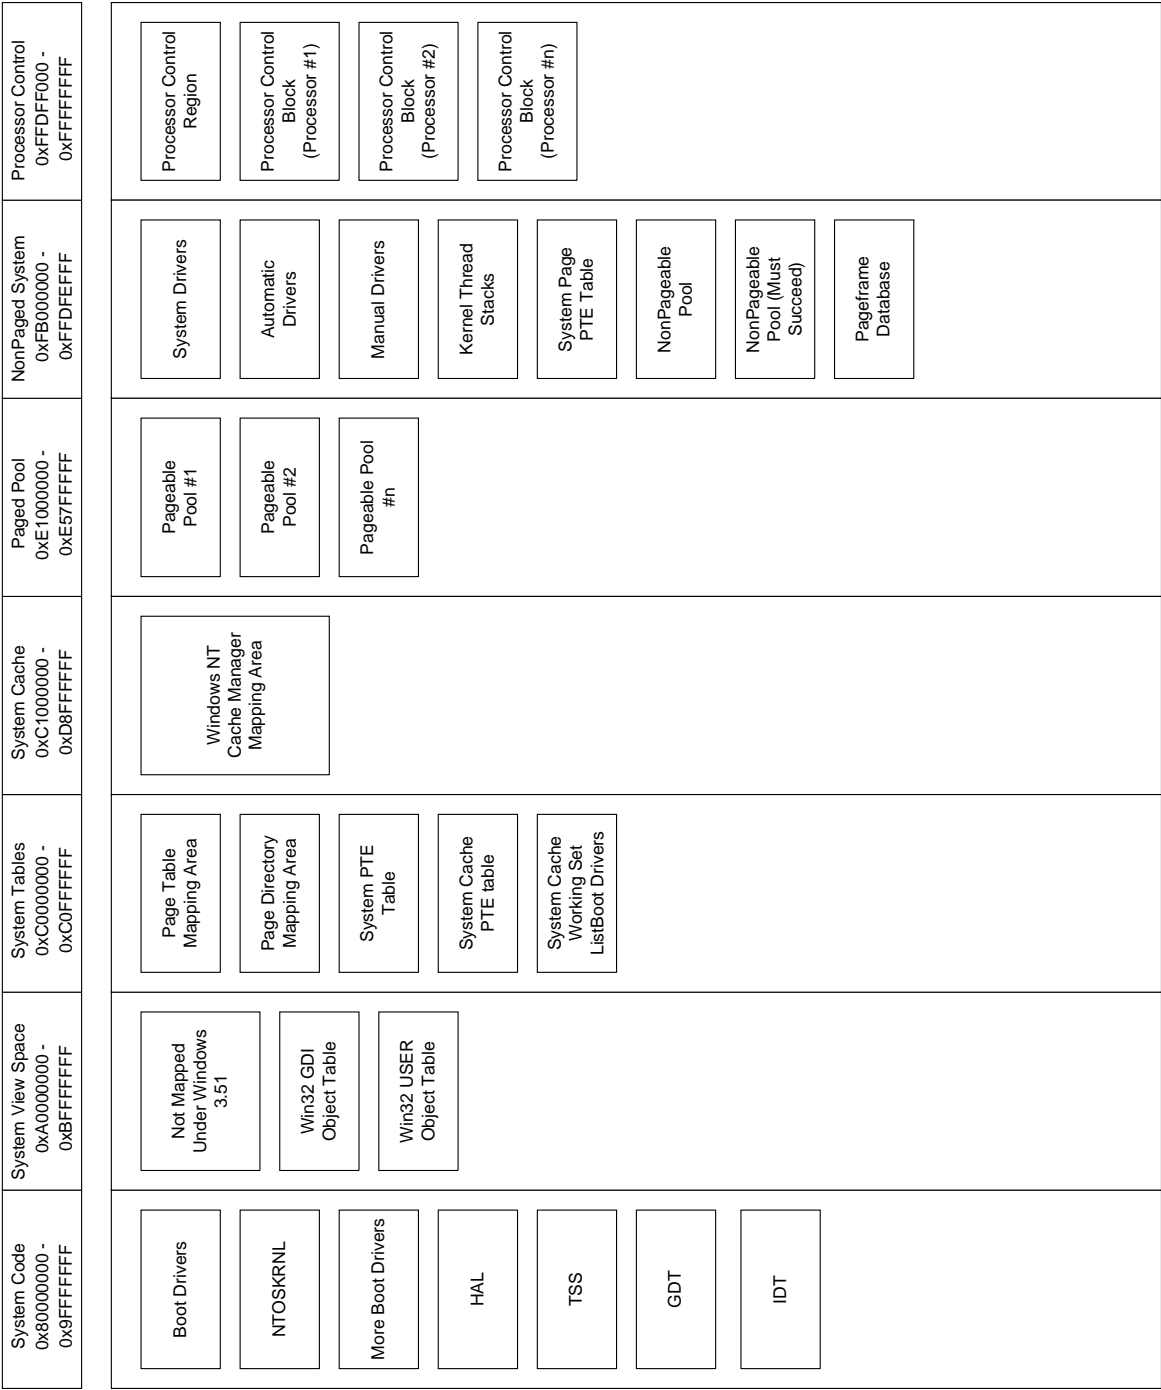 System Code
0x80000000 -
0x9FFFFFFF
System View Space
0xA0000000 -
0xBFFFFFFF
System Tables
0xC0000000 -
0xC0FFFFFF
System Cache
0xC1000000 -
0xD8FFFFFF
Paged Pool
0xE1000000 -
0xE57FFFFF
NonPaged System
0xFB000000 -
0xFFDFEFFF
Processor Control
0xFFDFF000 -
0xFFFFFFFF
Boot Drivers
NTOSKRNL
More Boot Drivers
HAL
TSS
GDT
IDT
Not Mapped
Under Windows
3.51
Win32 GDI
Object Table
Win32 USER
Object Table
Page Table
Mapping Area
Page Directory
Mapping Area
System PTE
Table
System Cache
PTE table
System Cache
Working Set
ListBoot Drivers
Windows NT
Cache Manager
Mapping Area
Pageable
Pool #1
Pageable
Pool #2
Pageable Pool
#n
System Drivers
Automatic
Drivers
Manual Drivers
Kernel Thread
Stacks
System Page
PTE Table
NonPageable
Pool
NonPageable
Pool (Must
Succeed)
Pageframe
Database
Processor Control
Region
Processor Control
Block
(Processor #1)
Processor Control
Block
(Processor #2)
Processor Control
Block
(Processor #n)